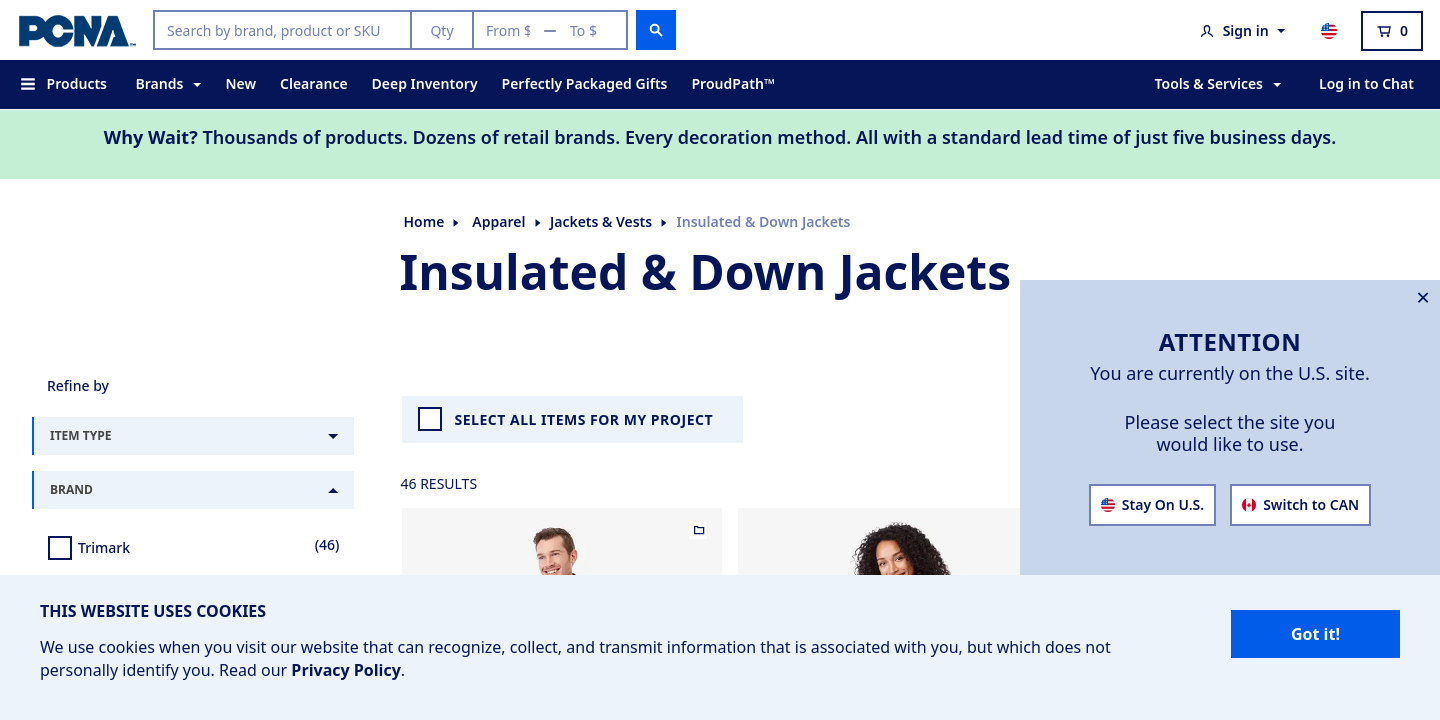 PCNA™
Search by brand, product or SKU
Qty
From $ — To $
Sign in
0
Products
Brands
New
Clearance
Deep Inventory
Perfectly Packaged Gifts
ProudPath™
Tools & Services
Log in to Chat
Why Wait? Thousands of products. Dozens of retail brands. Every decoration method. All with a standard lead time of just five business days.
Home
Apparel
Jackets & Vests
Insulated & Down Jackets
Insulated & Down Jackets
Refine by
ITEM TYPE
BRAND
Trimark
(46)
SELECT ALL ITEMS FOR MY PROJECT
46 RESULTS
ATTENTION
You are currently on the U.S. site.
Please select the site you
would like to use.
Stay On U.S.
Switch to CAN
THIS WEBSITE USES COOKIES
We use cookies when you visit our website that can recognize, collect, and transmit information that is associated with you, but which does not
personally identify you. Read our Privacy Policy.
Got it!